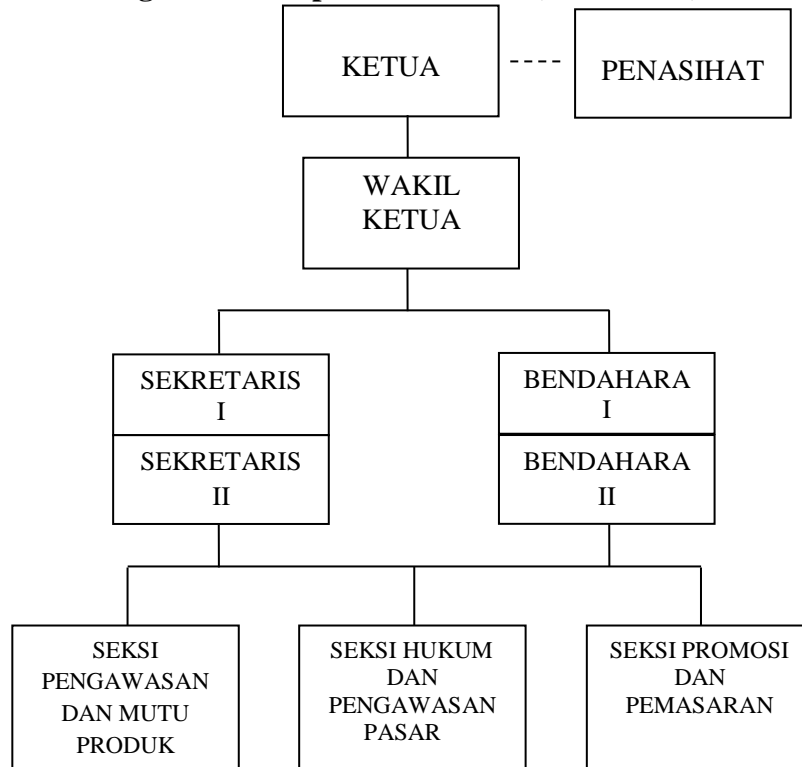 KETUA
PENASIHAT
WAKIL
KETUA
SEKRETARIS
I
BENDAHARA
I
SEKRETARIS
II
BENDAHARA
II
SEKSI
PENGAWASAN
DAN MUTU
PRODUK
SEKSI HUKUM
DAN
PENGAWASAN
PASAR
SEKSI PROMOSI
DAN
PEMASARAN